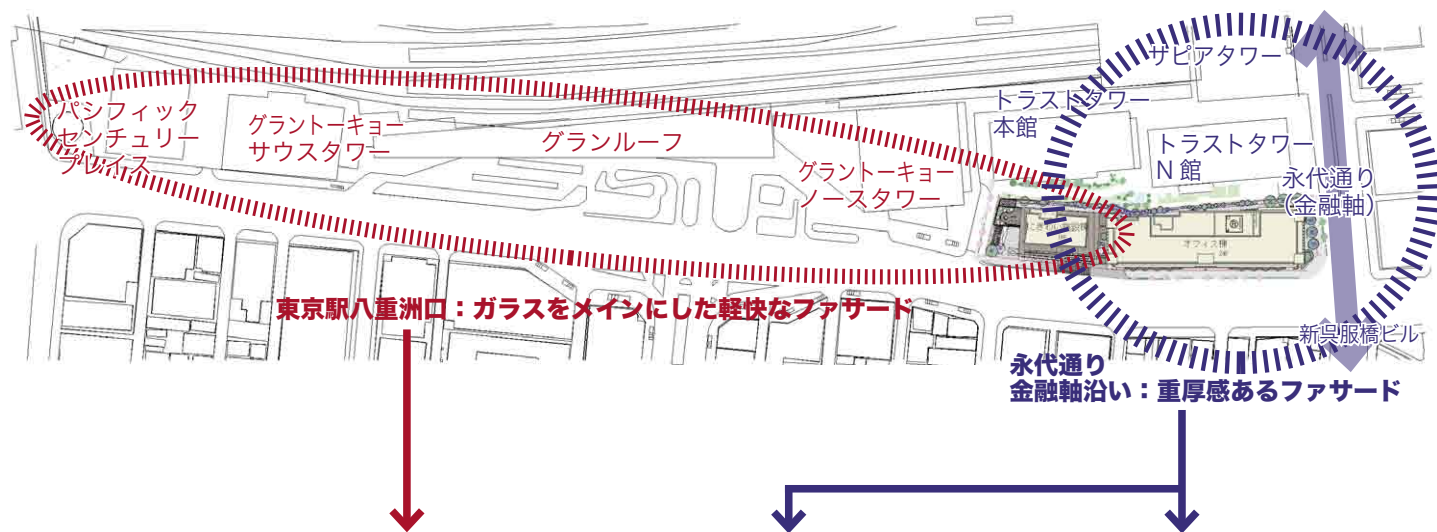 サピアタワー
パシフィック
センチュリー
プレイス
グラントーキョー
サウスタワー
グランルーフ
グラントーキョー
ノースタワー
トラストタワー
本館
トラストタワー
N 館
永代通り
(金融軸)
オフィス棟
24F
新呉服橋ビル
東京駅八重洲口：ガラスをメインにした軽快なファサード
永代通り
金融軸沿い：重厚感あるファサード